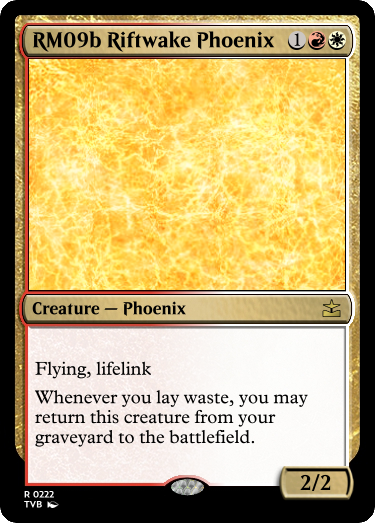 RM09b Riftwake Phoenix 1
Creature — Phoenix
Flying, lifelink
Whenever you lay waste, you may
return this creature from your
graveyard to the battlefield.
2/2
R 0222
TVB